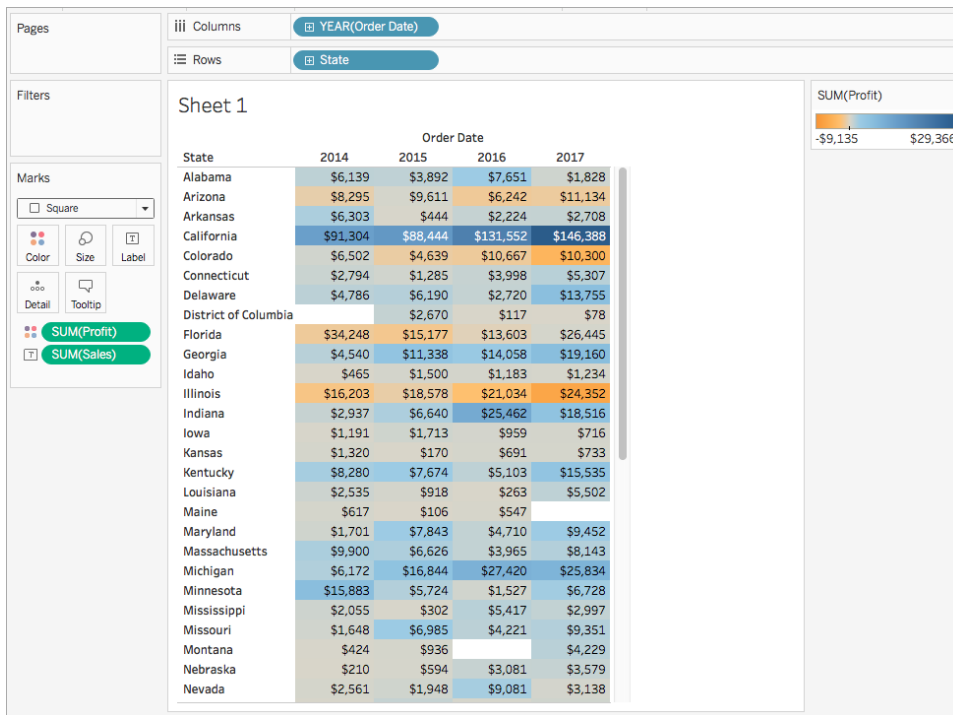 Pages
Columns
YEAR(Order Date)
Rows
State
Filters
Marks
Square
Color Size Label
Detail Tooltip
SUM(Profit)
SUM(Sales)
Sheet 1
Order Date
State 2014 2015 2016 2017
Alabama $6,139 $3,892 $7,651 $1,828
Arizona $8,295 $9,611 $6,242 $11,134
Arkansas $6,303 $444 $2,224 $2,708
California $91,304 $88,444 $131,552 $146,388
Colorado $6,502 $4,639 $10,667 $10,300
Connecticut $2,794 $1,285 $3,998 $5,307
Delaware $4,786 $6,190 $2,720 $13,755
District of Columbia $2,670 $117 $78
Florida $34,248 $15,177 $13,603 $26,445
Georgia $4,540 $11,338 $14,058 $19,160
Idaho $465 $1,500 $1,183 $1,234
Illinois $16,203 $18,578 $21,034 $24,352
Indiana $2,937 $6,640 $25,462 $18,516
Iowa $1,191 $1,713 $959 $716
Kansas $1,320 $170 $691 $733
Kentucky $8,280 $7,674 $5,103 $15,535
Louisiana $2,535 $918 $263 $5,502
Maine $617 $106 $547
Maryland $1,701 $7,843 $4,710 $9,452
Massachusetts $9,900 $6,626 $3,965 $8,143
Michigan $6,172 $16,844 $27,420 $25,834
Minnesota $15,883 $5,724 $1,527 $6,728
Mississippi $2,055 $302 $5,417 $2,997
Missouri $1,648 $6,985 $4,221 $9,351
Montana $424 $936 $4,229
Nebraska $210 $594 $3,081 $3,579
Nevada $2,561 $1,948 $9,081 $3,138
SUM(Profit)
-$9,135 $29,366